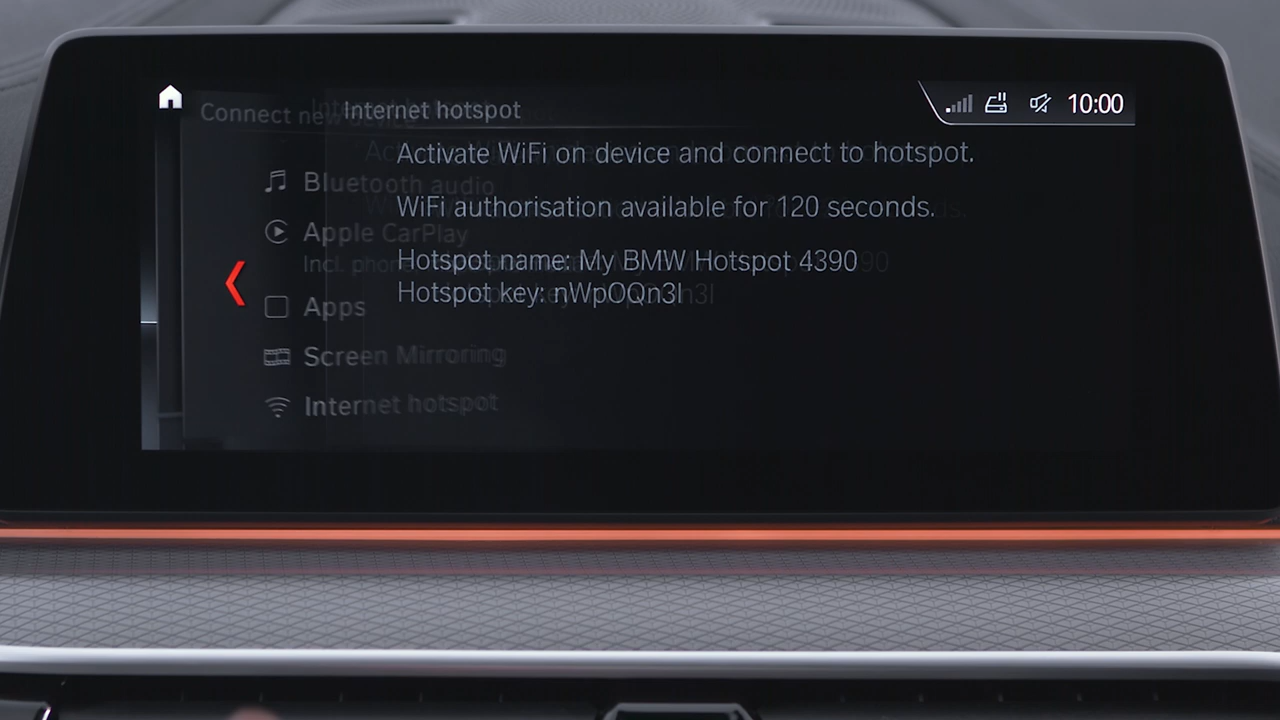 Connect new device
Internet hotspot
10:00
Activate WiFi on device and connect to hotspot.
WiFi authorisation available for 120 seconds.
Hotspot name: My BMW Hotspot 4390
Hotspot key: nWpOQn3l
Bluetooth audio
Apple CarPlay
Incl. phone
Apps
Screen Mirroring
Internet hotspot